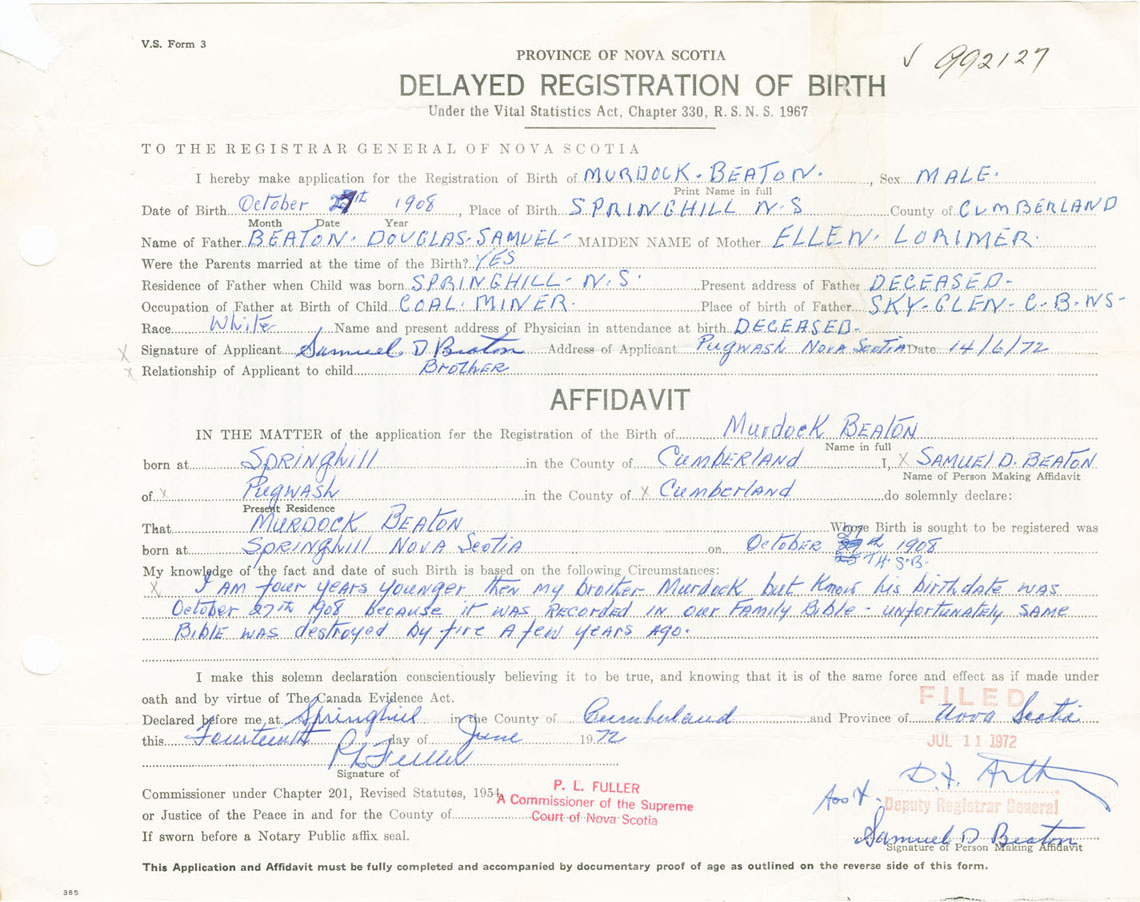 V.S. Form 3
PROVINCE OF NOVA SCOTIA
992127
DELAYED REGISTRATION OF BIRTH
Under the Vital Statistics Act, Chapter 330, R. S. N. S. 1967
TO THE REGISTRAR GENERAL OF NOVA SCOTIA
I hereby make application for the Registration of Birth of MURDOCK - BEATON. , Sex MALE.
Print Name in full
Date of Birth October 27th 1908 , Place of Birth SPRINGHILL N-S County of CUMBERLAND
Month Date Year
Name of Father BEATON- DOUGLAS-SAMUEL- MAIDEN NAME of Mother ELLEN- LORIMER-
Were the Parents married at the time of the Birth? YES
Residence of Father when Child was born SPRINGHILL- N-S- Present address of Father DECEASED-
Occupation of Father at Birth of Child COAL-MINER- Place of birth of Father SKY-GLEN-C-B-NS-
Race White Name and present address of Physician in attendance at birth DECEASED-
X Signature of Applicant Samuel D Beaton Address of Applicant Pugwash Nova Scotia Date 14/6/72
X Relationship of Applicant to child Brother
AFFIDAVIT
IN THE MATTER of the application for the Registration of the Birth of Murdock BEATON
Name in full
born at Springhill in the County of Cumberland I, X SAMUEL D. BEATON
Name of Person Making Affidavit
of X Pugwash in the County of X Cumberland do solemnly declare:
Present Residence
That MURDOCK BEATON Whose Birth is sought to be registered was
born at Springhill Nova Scotia on October 27 1908
TH. S.B.
My knowledge of the fact and date of such Birth is based on the following Circumstances:
X I AM four years younger then my brother Murdock but know his birthdate was
October 27th 1908 because it was RECORDED IN OUR Family Bible - unfortunately SAME
BIBLE was destroyed by fire A few years ago.
I make this solemn declaration conscientiously believing it to be true, and knowing that it is of the same force and effect as if made under
oath and by virtue of The Canada Evidence Act.
FILED
Declared before me at Springhill in the County of Cumberland and Province of Nova Scotia
this Fourteenth day of June 1972
JUL 11 1972
P L Fuller
Signature of
Commissioner under Chapter 201, Revised Statutes, 1954
P. L. FULLER
A Commissioner of the Supreme
Court of Nova Scotia
Ass't.
Deputy Registrar General
or Justice of the Peace in and for the County of
If sworn before a Notary Public affix seal.
Samuel D Beaton
Signature of Person Making Affidavit
This Application and Affidavit must be fully completed and accompanied by documentary proof of age as outlined on the reverse side of this form.
365